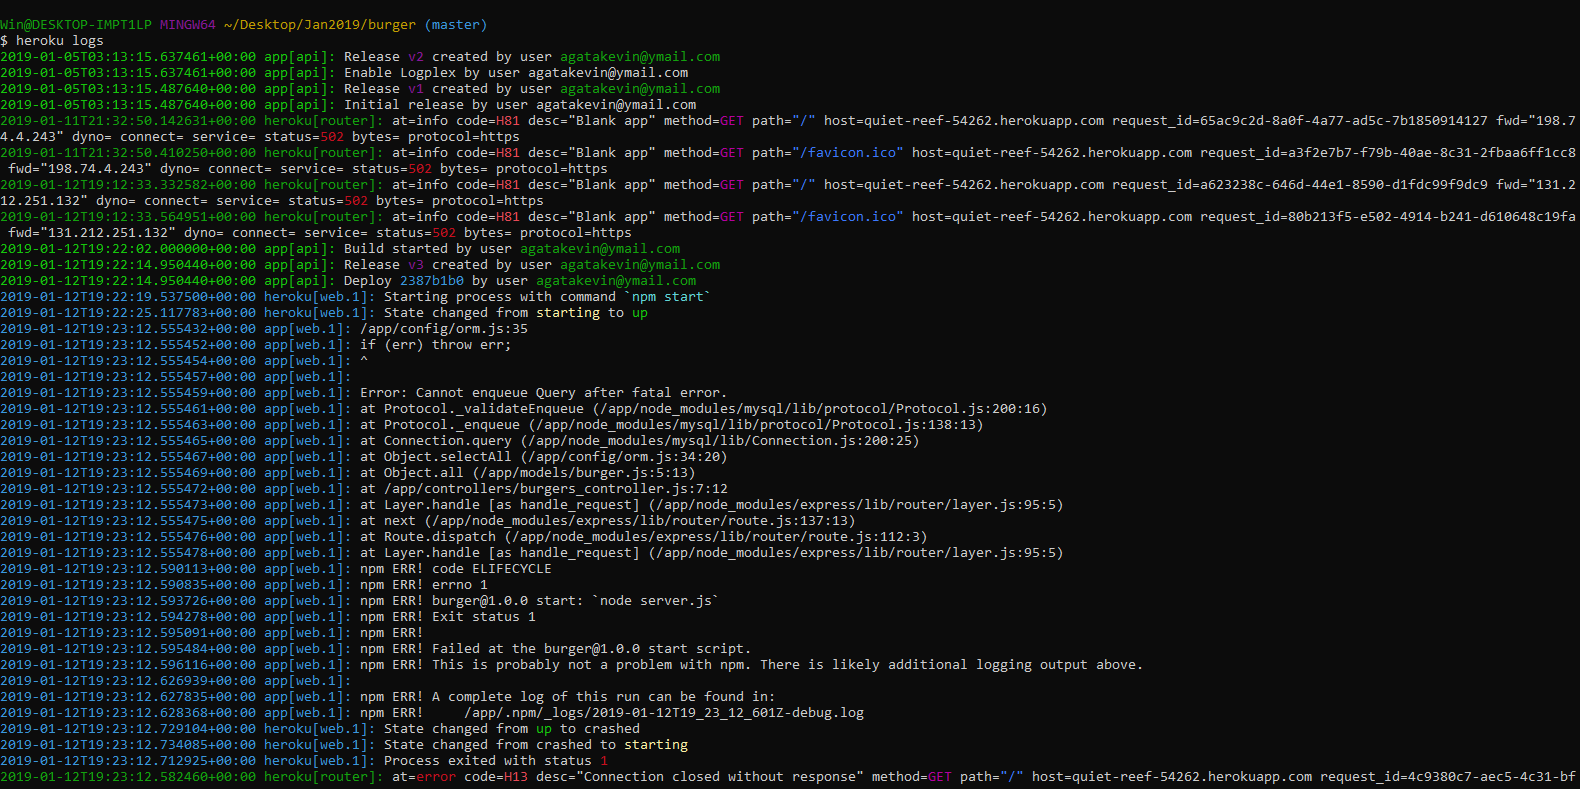 Win@DESKTOP-IMPT1LP MINGW64 ~/Desktop/Jan2019/burger (master)
$ heroku logs
2019-01-05T03:13:15.637461+00:00 app[api]: Release v2 created by user agatakevin@ymail.com
2019-01-05T03:13:15.637461+00:00 app[api]: Enable Logplex by user agatakevin@ymail.com
2019-01-05T03:13:15.487640+00:00 app[api]: Release v1 created by user agatakevin@ymail.com
2019-01-05T03:13:15.487640+00:00 app[api]: Initial release by user agatakevin@ymail.com
2019-01-11T21:32:50.142631+00:00 heroku[router]: at=info code=H81 desc="Blank app" method=GET path="/" host=quiet-reef-54262.herokuapp.com request_id=65ac9c2d-8a0f-4a77-ad5c-7b1850914127 fwd="198.7
4.4.243" dyno= connect= service= status=502 bytes= protocol=https
2019-01-11T21:32:50.410250+00:00 heroku[router]: at=info code=H81 desc="Blank app" method=GET path="/favicon.ico" host=quiet-reef-54262.herokuapp.com request_id=a3f2e7b7-f79b-40ae-8c31-2fbaa6ff1cc8
 fwd="198.74.4.243" dyno= connect= service= status=502 bytes= protocol=https
2019-01-12T19:12:33.332582+00:00 heroku[router]: at=info code=H81 desc="Blank app" method=GET path="/" host=quiet-reef-54262.herokuapp.com request_id=a623238c-646d-44e1-8590-d1fdc99f9dc9 fwd="131.2
12.251.132" dyno= connect= service= status=502 bytes= protocol=https
2019-01-12T19:12:33.564951+00:00 heroku[router]: at=info code=H81 desc="Blank app" method=GET path="/favicon.ico" host=quiet-reef-54262.herokuapp.com request_id=80b213f5-e502-4914-b241-d610648c19fa
 fwd="131.212.251.132" dyno= connect= service= status=502 bytes= protocol=https
2019-01-12T19:22:02.000000+00:00 app[api]: Build started by user agatakevin@ymail.com
2019-01-12T19:22:14.950440+00:00 app[api]: Release v3 created by user agatakevin@ymail.com
2019-01-12T19:22:14.950440+00:00 app[api]: Deploy 2387b1b0 by user agatakevin@ymail.com
2019-01-12T19:22:19.537500+00:00 heroku[web.1]: Starting process with command `npm start`
2019-01-12T19:22:25.117783+00:00 heroku[web.1]: State changed from starting to up
2019-01-12T19:23:12.555432+00:00 app[web.1]: /app/config/orm.js:35
2019-01-12T19:23:12.555452+00:00 app[web.1]: if (err) throw err;
2019-01-12T19:23:12.555454+00:00 app[web.1]: ^
2019-01-12T19:23:12.555457+00:00 app[web.1]:
2019-01-12T19:23:12.555459+00:00 app[web.1]: Error: Cannot enqueue Query after fatal error.
2019-01-12T19:23:12.555461+00:00 app[web.1]: at Protocol._validateEnqueue (/app/node_modules/mysql/lib/protocol/Protocol.js:200:16)
2019-01-12T19:23:12.555463+00:00 app[web.1]: at Protocol._enqueue (/app/node_modules/mysql/lib/protocol/Protocol.js:138:13)
2019-01-12T19:23:12.555465+00:00 app[web.1]: at Connection.query (/app/node_modules/mysql/lib/Connection.js:200:25)
2019-01-12T19:23:12.555467+00:00 app[web.1]: at Object.selectAll (/app/config/orm.js:34:20)
2019-01-12T19:23:12.555469+00:00 app[web.1]: at Object.all (/app/models/burger.js:5:13)
2019-01-12T19:23:12.555472+00:00 app[web.1]: at /app/controllers/burgers_controller.js:7:12
2019-01-12T19:23:12.555473+00:00 app[web.1]: at Layer.handle [as handle_request] (/app/node_modules/express/lib/router/layer.js:95:5)
2019-01-12T19:23:12.555475+00:00 app[web.1]: at next (/app/node_modules/express/lib/router/route.js:137:13)
2019-01-12T19:23:12.555476+00:00 app[web.1]: at Route.dispatch (/app/node_modules/express/lib/router/route.js:112:3)
2019-01-12T19:23:12.555478+00:00 app[web.1]: at Layer.handle [as handle_request] (/app/node_modules/express/lib/router/layer.js:95:5)
2019-01-12T19:23:12.590113+00:00 app[web.1]: npm ERR! code ELIFECYCLE
2019-01-12T19:23:12.590835+00:00 app[web.1]: npm ERR! errno 1
2019-01-12T19:23:12.593726+00:00 app[web.1]: npm ERR! burger@1.0.0 start: `node server.js`
2019-01-12T19:23:12.594278+00:00 app[web.1]: npm ERR! Exit status 1
2019-01-12T19:23:12.595091+00:00 app[web.1]: npm ERR!
2019-01-12T19:23:12.595484+00:00 app[web.1]: npm ERR! Failed at the burger@1.0.0 start script.
2019-01-12T19:23:12.596116+00:00 app[web.1]: npm ERR! This is probably not a problem with npm. There is likely additional logging output above.
2019-01-12T19:23:12.626939+00:00 app[web.1]:
2019-01-12T19:23:12.627835+00:00 app[web.1]: npm ERR! A complete log of this run can be found in:
2019-01-12T19:23:12.628368+00:00 app[web.1]: npm ERR!     /app/.npm/_logs/2019-01-12T19_23_12_601Z-debug.log
2019-01-12T19:23:12.729104+00:00 heroku[web.1]: State changed from up to crashed
2019-01-12T19:23:12.734085+00:00 heroku[web.1]: State changed from crashed to starting
2019-01-12T19:23:12.712925+00:00 heroku[web.1]: Process exited with status 1
2019-01-12T19:23:12.582460+00:00 heroku[router]: at=error code=H13 desc="Connection closed without response" method=GET path="/" host=quiet-reef-54262.herokuapp.com request_id=4c9380c7-aec5-4c31-bf